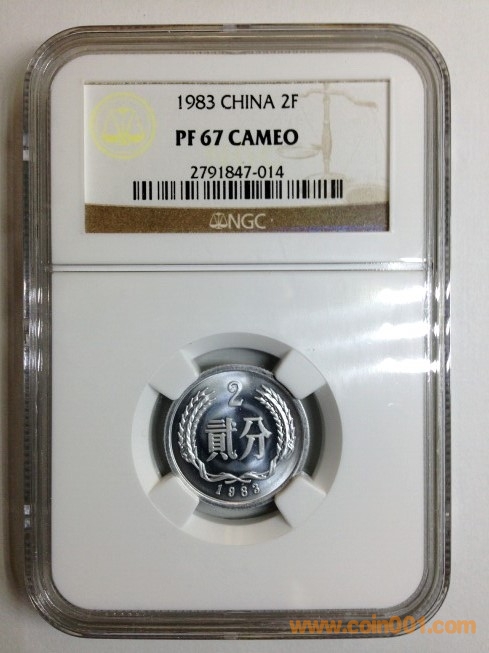 1983 CHINA 2F
PF 67 CAMEO
2791847-014
NGC
2
貳分
1983
www.coin001.com